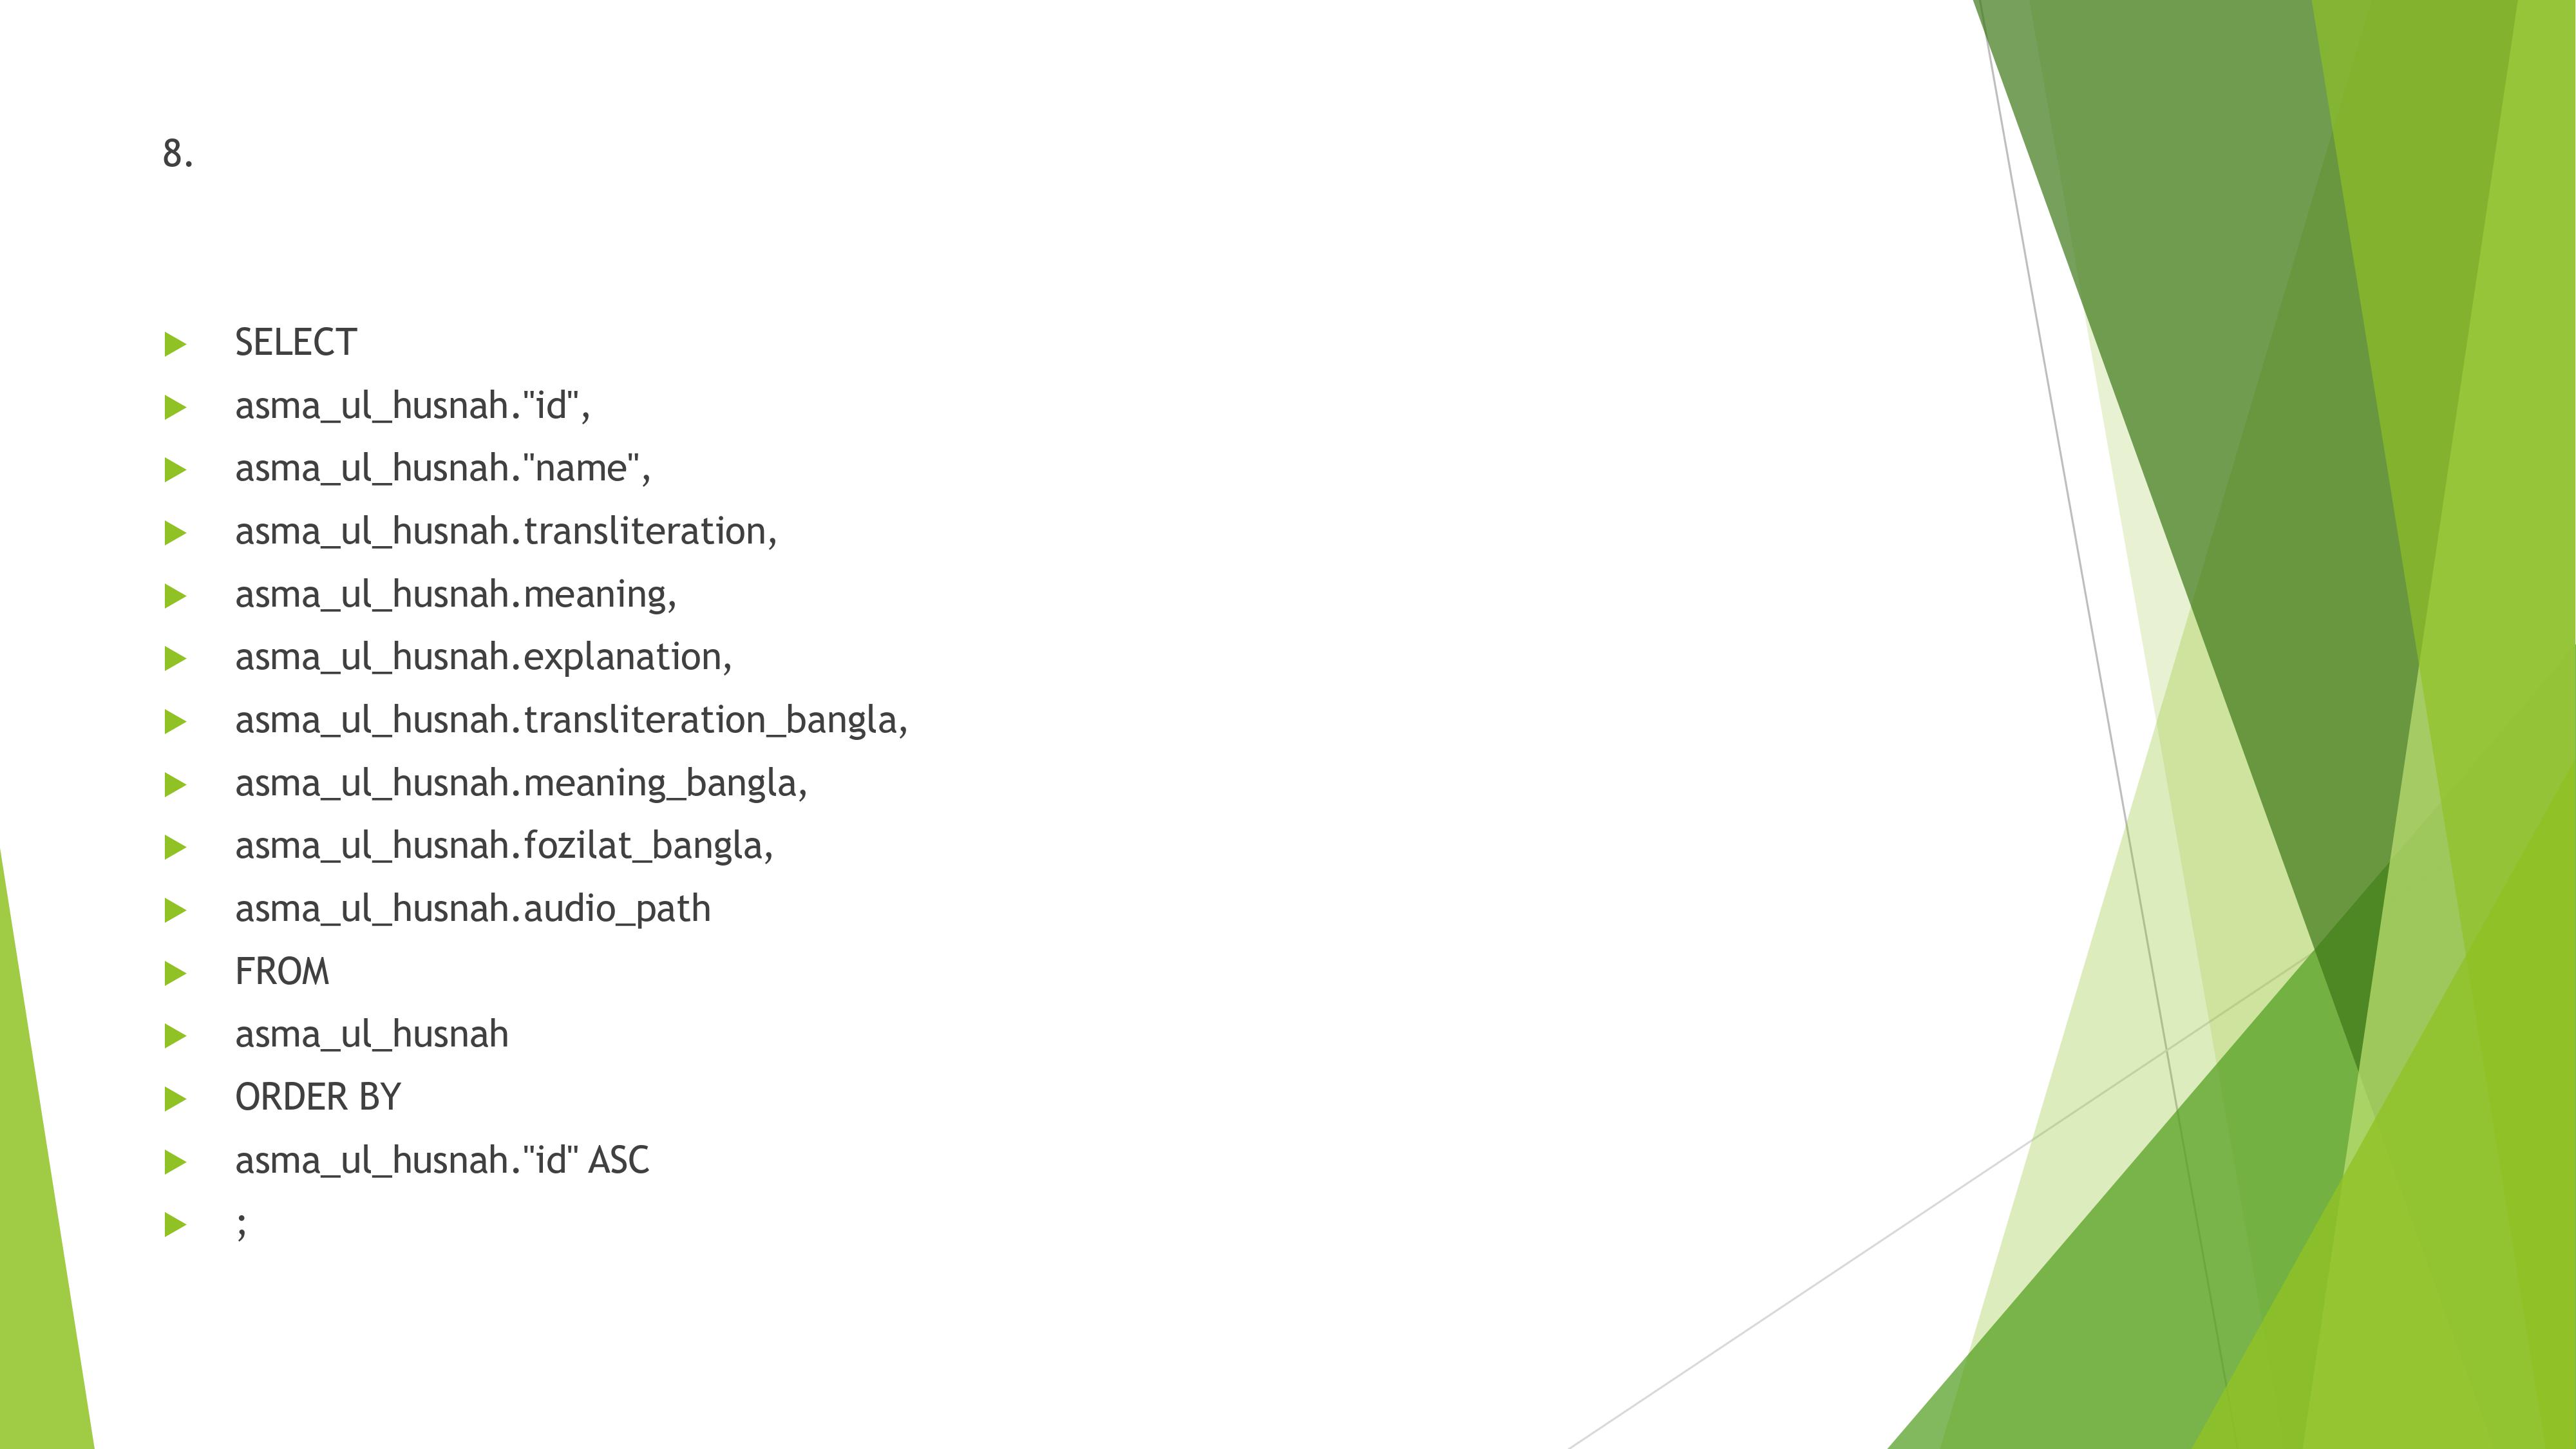 8.
SELECT
asma_ul_husnah."id",
asma_ul_husnah."name",
asma_ul_husnah.transliteration,
asma_ul_husnah.meaning,
asma_ul_husnah.explanation,
asma_ul_husnah.transliteration_bangla,
asma_ul_husnah.meaning_bangla,
asma_ul_husnah.fozilat_bangla,
asma_ul_husnah.audio_path
FROM
asma_ul_husnah
ORDER BY
asma_ul_husnah."id" ASC
;